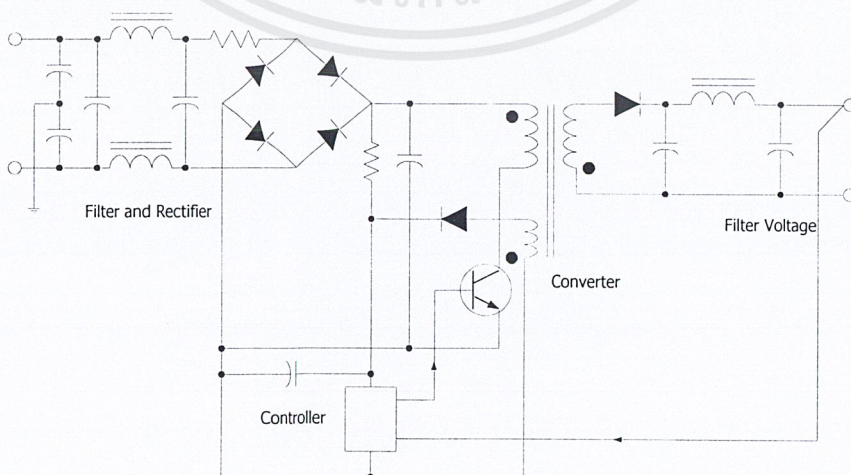 Filter and Rectifier
Filter Voltage
Converter
Controller